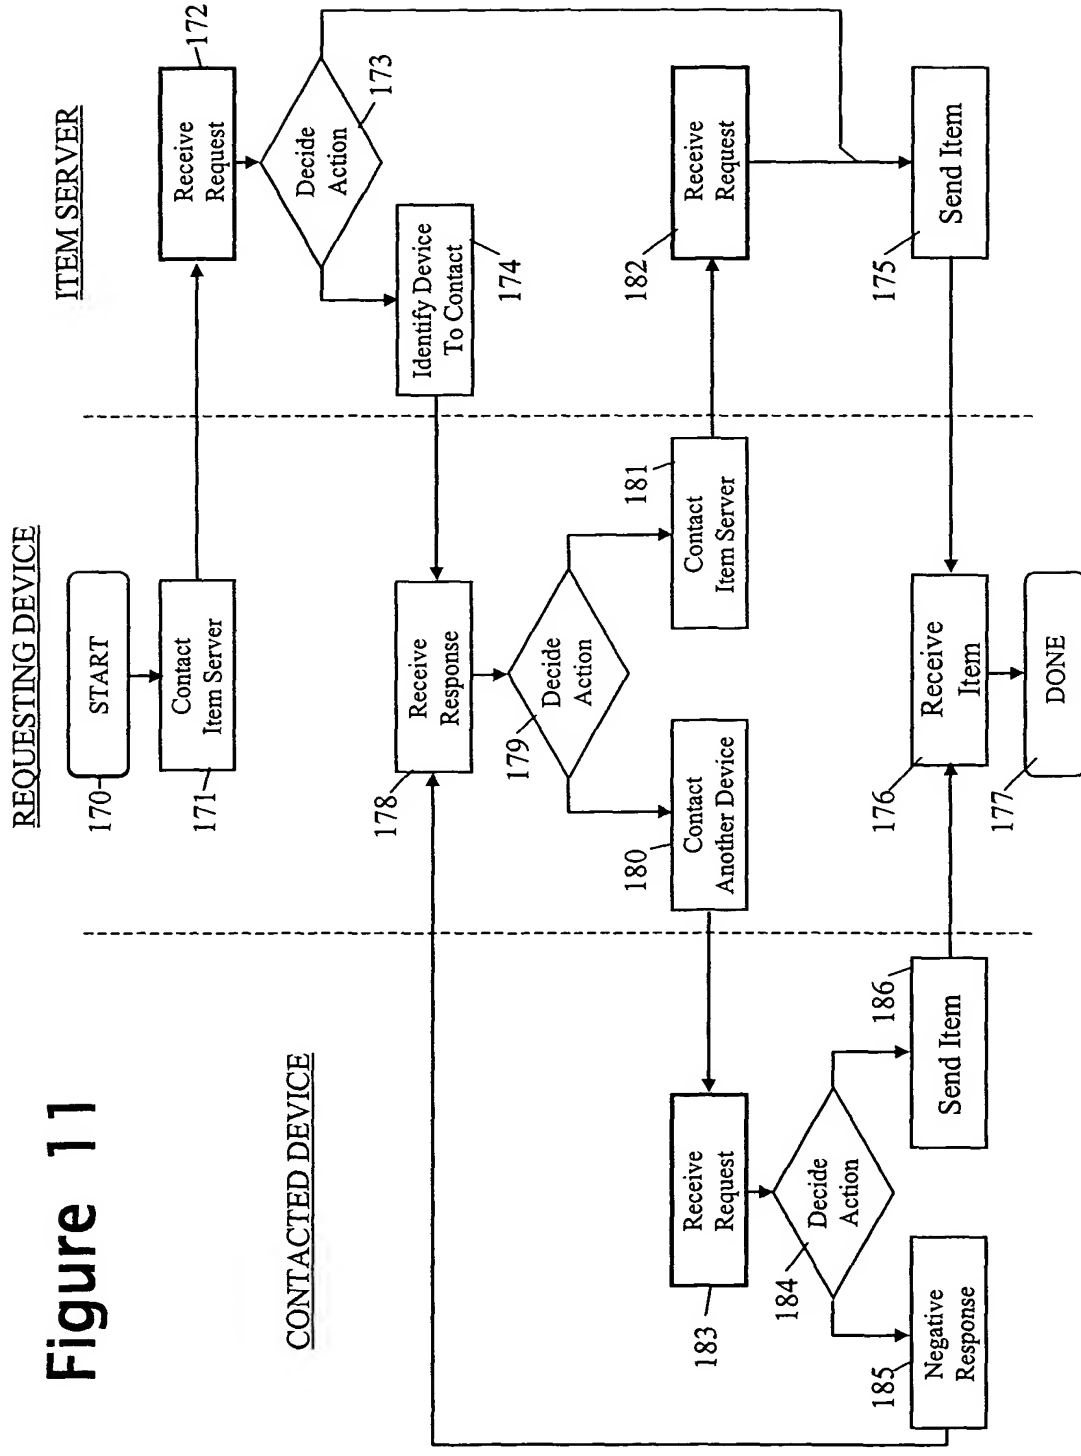 Figure 11
CONTACTED DEVICE
REQUESTING DEVICE
ITEM SERVER
170
START
171
Contact
Item Server
172
Receive
Request
173
Decide
Action
174
Identify Device
To Contact
178
Receive
Response
179
Decide
Action
180
Contact
Another Device
181
Contact
Item Server
182
Receive
Request
183
Receive
Request
184
Decide
Action
185
Negative
Response
186
Send Item
176
Receive
Item
175
Send Item
177
DONE